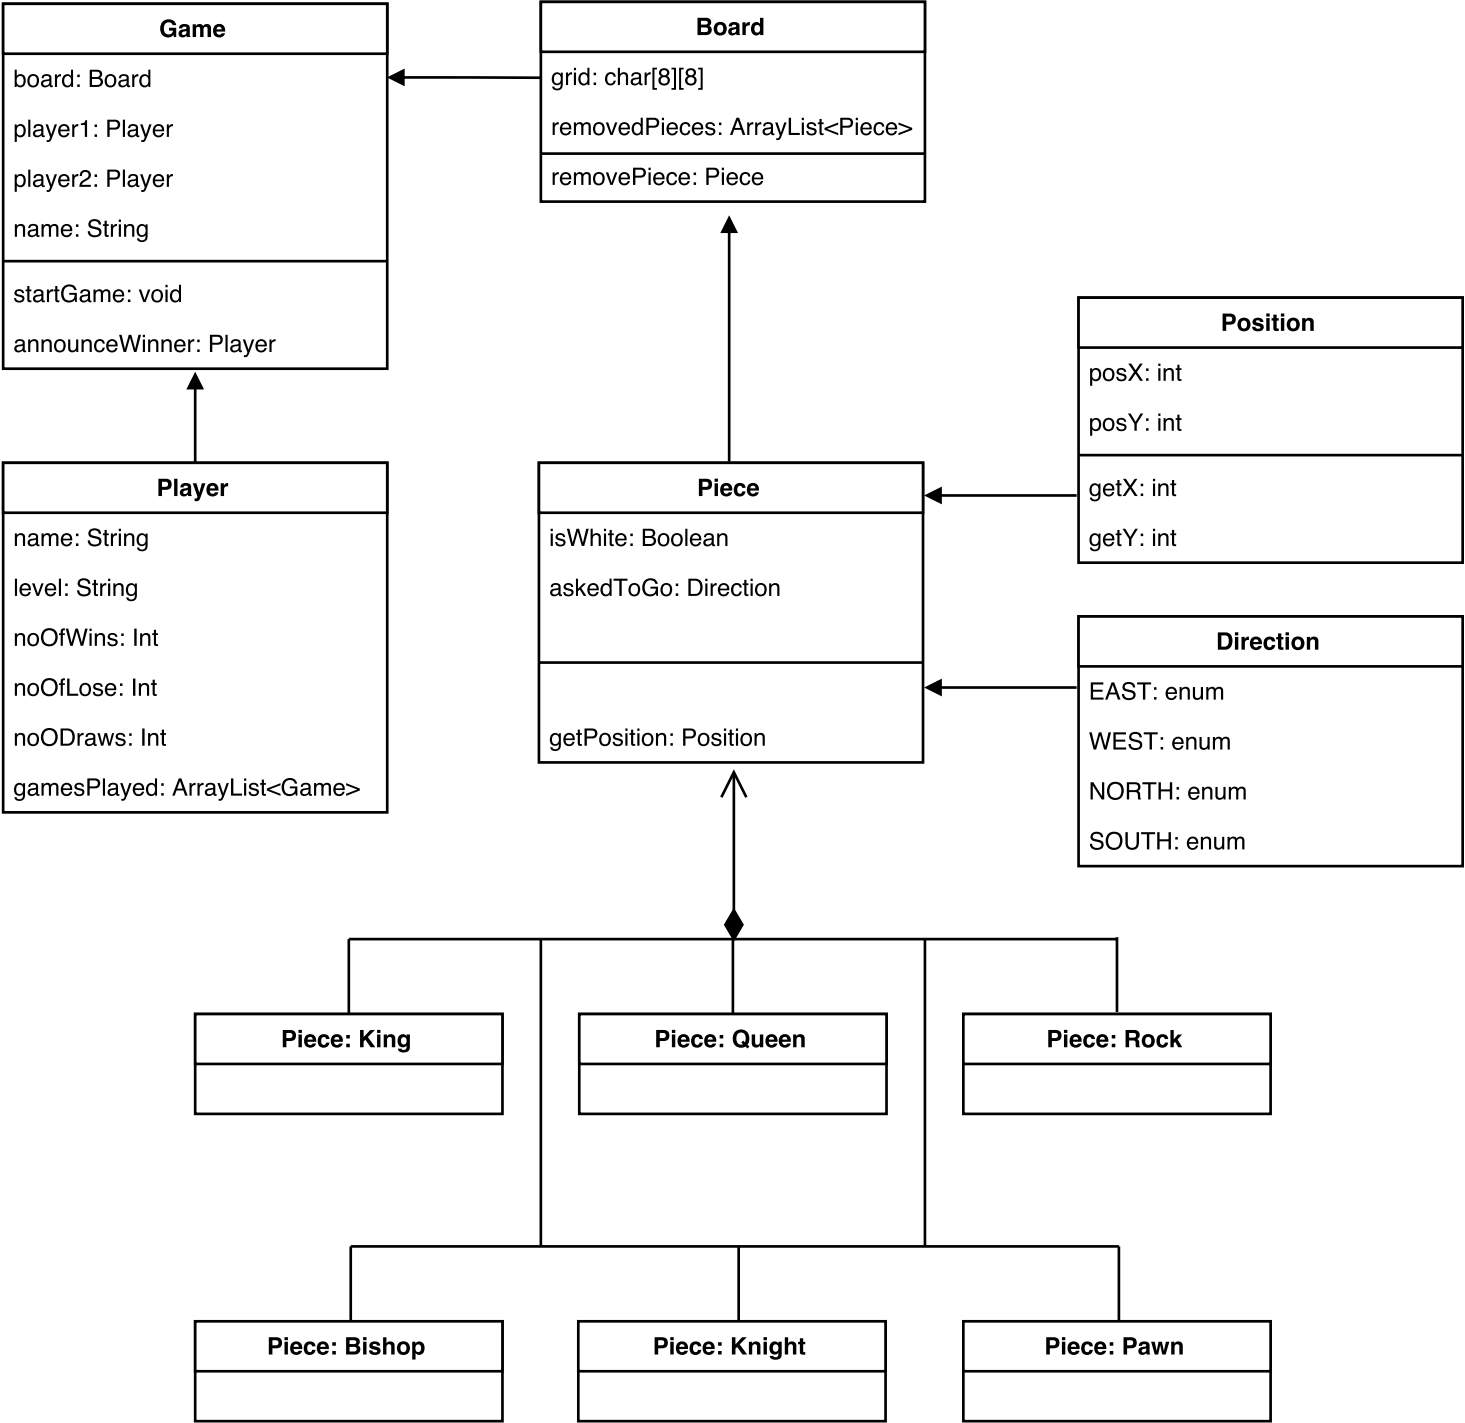 Game
board: Board
player1: Player
player2: Player
name: String
startGame: void
announceWinner: Player
Board
grid: char[8][8]
removedPieces: ArrayList<Piece>
removePiece: Piece
Position
posX: int
posY: int
getX: int
getY: int
Player
name: String
level: String
noOfWins: Int
noOfLose: Int
noODraws: Int
gamesPlayed: ArrayList<Game>
Piece
isWhite: Boolean
askedToGo: Direction
getPosition: Position
Direction
EAST: enum
WEST: enum
NORTH: enum
SOUTH: enum
Piece: King
Piece: Queen
Piece: Rock
Piece: Bishop
Piece: Knight
Piece: Pawn